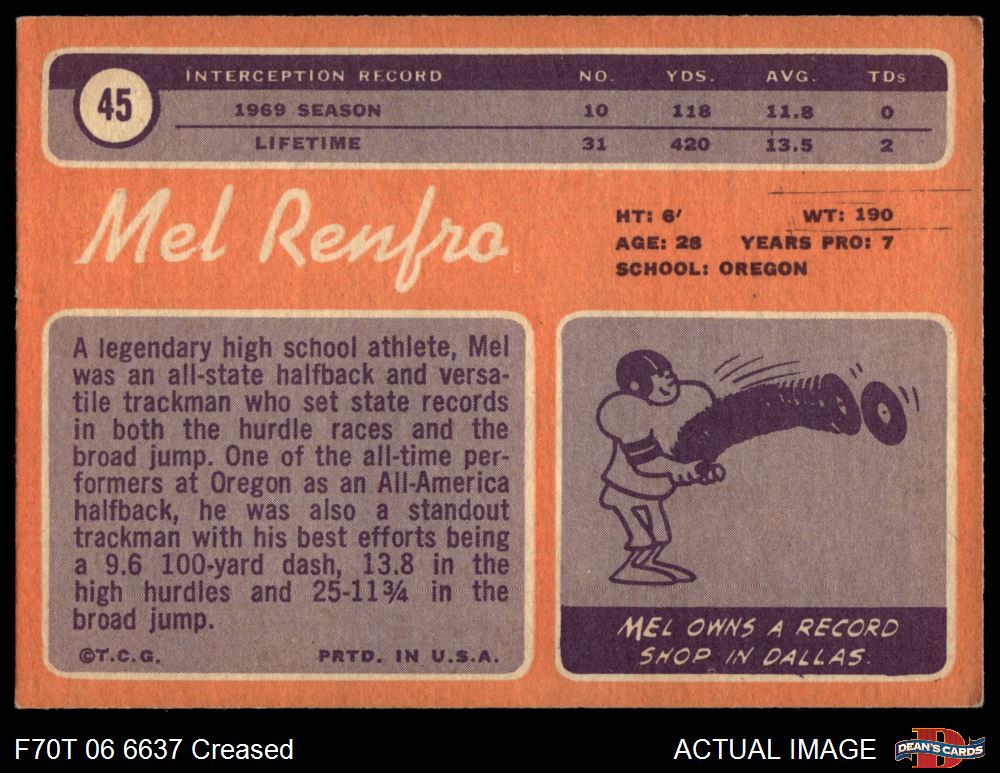 45
INTERCEPTION RECORD NO. YDS. AVG. TDs
1969 SEASON 10 118 11.8 0
LIFETIME 31 420 13.5 2
Mel Renfro
HT: 6' WT: 190
AGE: 28 YEARS PRO: 7
SCHOOL: OREGON
A legendary high school athlete, Mel
was an all-state halfback and versa-
tile trackman who set state records
in both the hurdle races and the
broad jump. One of the all-time per-
formers at Oregon as an All-America
halfback, he was also a standout
trackman with his best efforts being
a 9.6 100-yard dash, 13.8 in the
high hurdles and 25-11¾ in the
broad jump.
©T.C.G. PRTD. IN U.S.A.
MEL OWNS A RECORD
SHOP IN DALLAS.
F70T 06 6637 Creased
ACTUAL IMAGE
D
DEAN'S CARDS